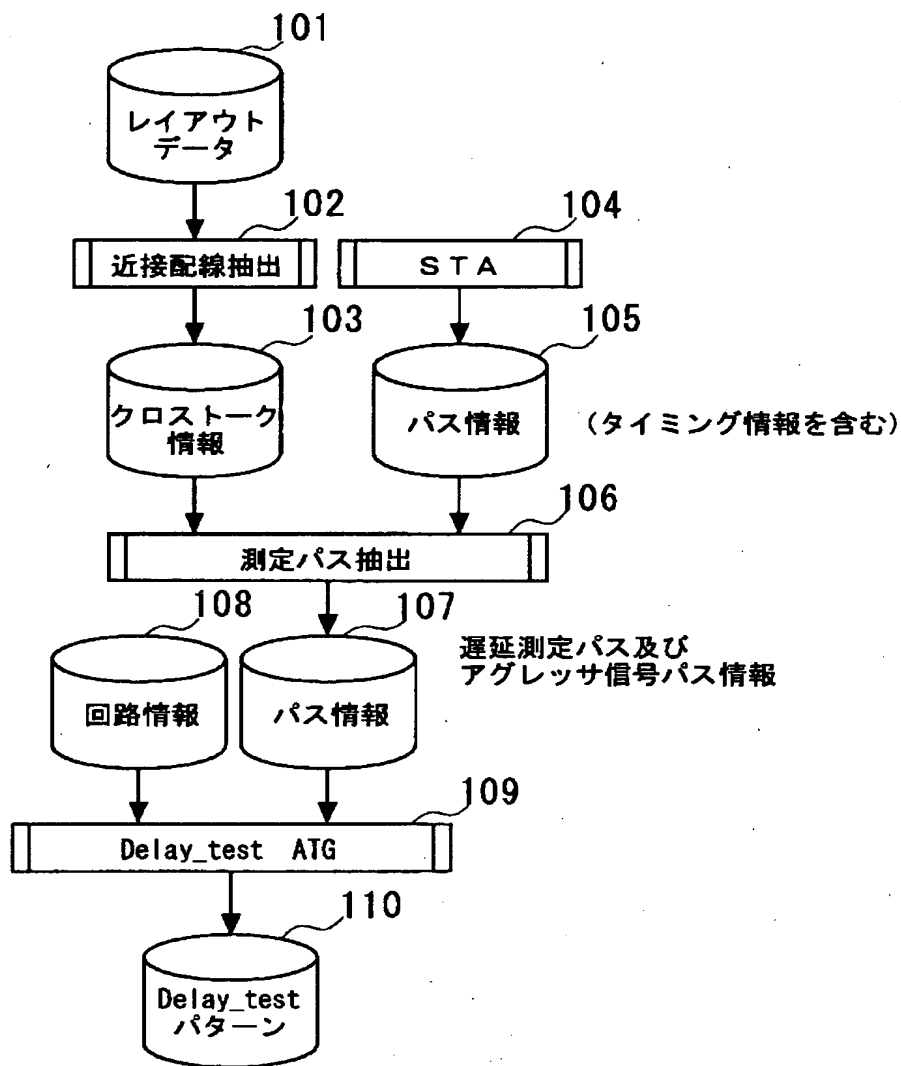 101
レイアウト
データ
102
近接配線抽出
104
STA
103
クロストーク
情報
105
パス情報
(タイミング情報を含む)
106
測定パス抽出
108
回路情報
107
パス情報
遅延測定パス及び
アグレッサ信号パス情報
109
Delay_test ATG
110
Delay_test
パターン